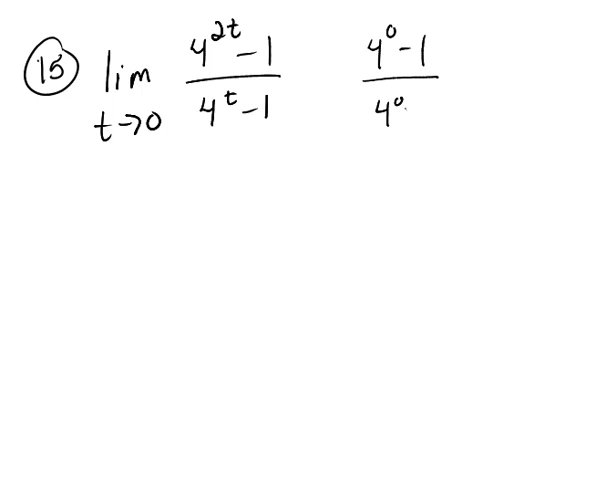 15 lim 4^2t - 1 / 4^t - 1    4^0 - 1 / 4^0
t→0